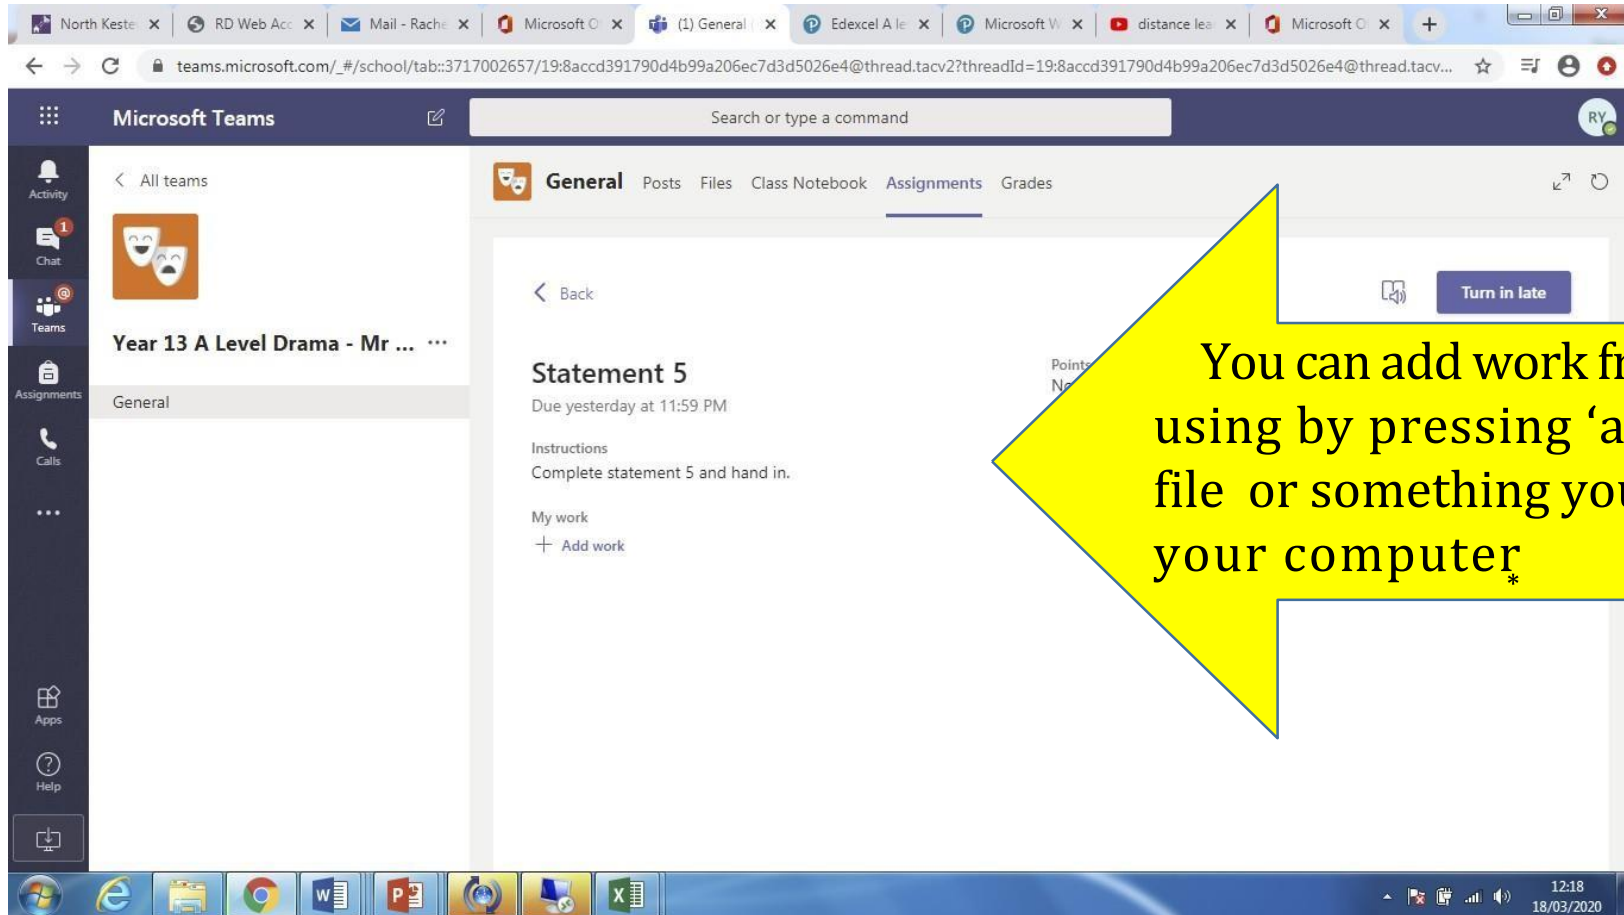 North Keste
RD Web Acc
Mail - Rache
Microsoft O
(1) General
Edexcel A le
Microsoft W
distance lea
Microsoft O
teams.microsoft.com/_#/school/tab::3717002657/19:8accd391790d4b99a206ec7d3d5026e4@thread.tacv2?threadId=19:8accd391790d4b99a206ec7d3d5026e4@thread.tacv...
Microsoft Teams
Search or type a command
RY
Activity
1
Chat
@
Teams
Assignments
Calls
Apps
Help
All teams
Year 13 A Level Drama - Mr ... ...
General
General Posts Files Class Notebook Assignments Grades
Back
Turn in late
Statement 5
Due yesterday at 11:59 PM
Points
Instructions
Complete statement 5 and hand in.
My work
+ Add work
You can add work fr
using by pressing ‘a
file or something you
your computer
*
12:18
18/03/2020